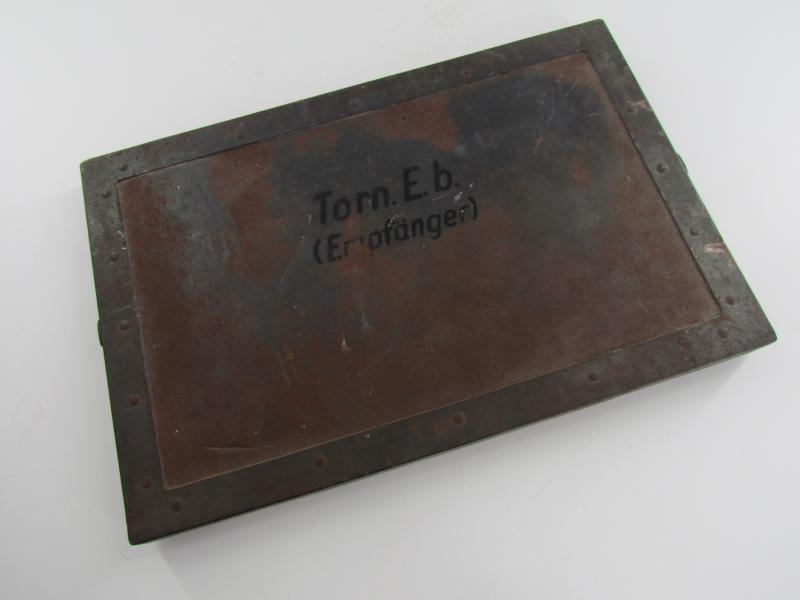 Torn. E. b.
(Empfänger)